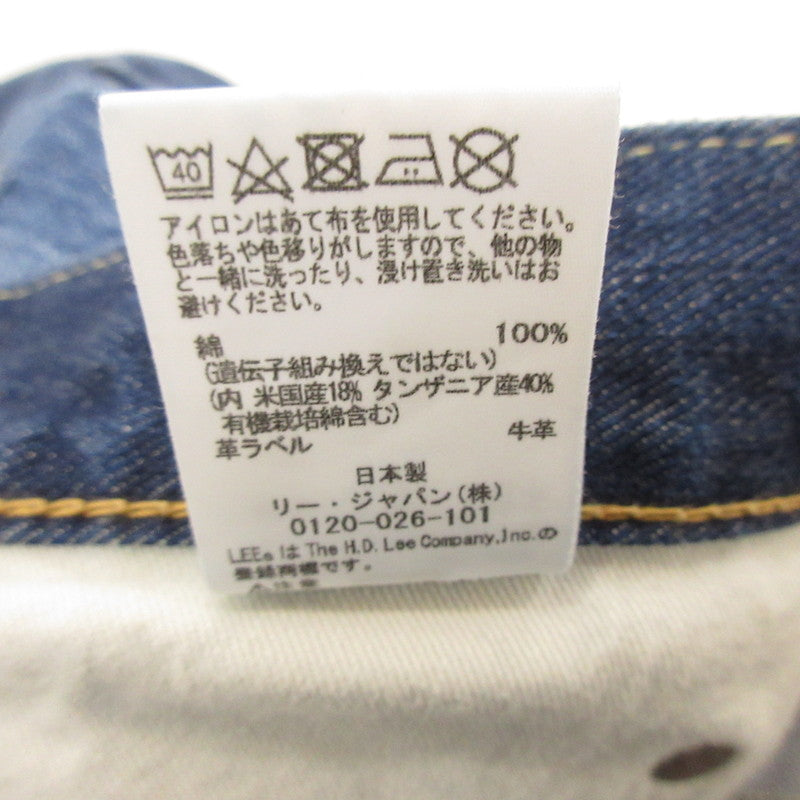 40
アイロンはあて布を使用してください。
色落ちや色移りがしますので、他の物
と一緒に洗ったり、浸け置き洗いはお
避けください。
綿 100%
(遺伝子組み換えではない)
(内 米国産18% タンザニア産40%
有機栽培綿含む)
革ラベル 牛革
日本製
リー・ジャパン(株)
0120-026-101
LEE®は The H.D. Lee Company,Inc.の
登録商標です。